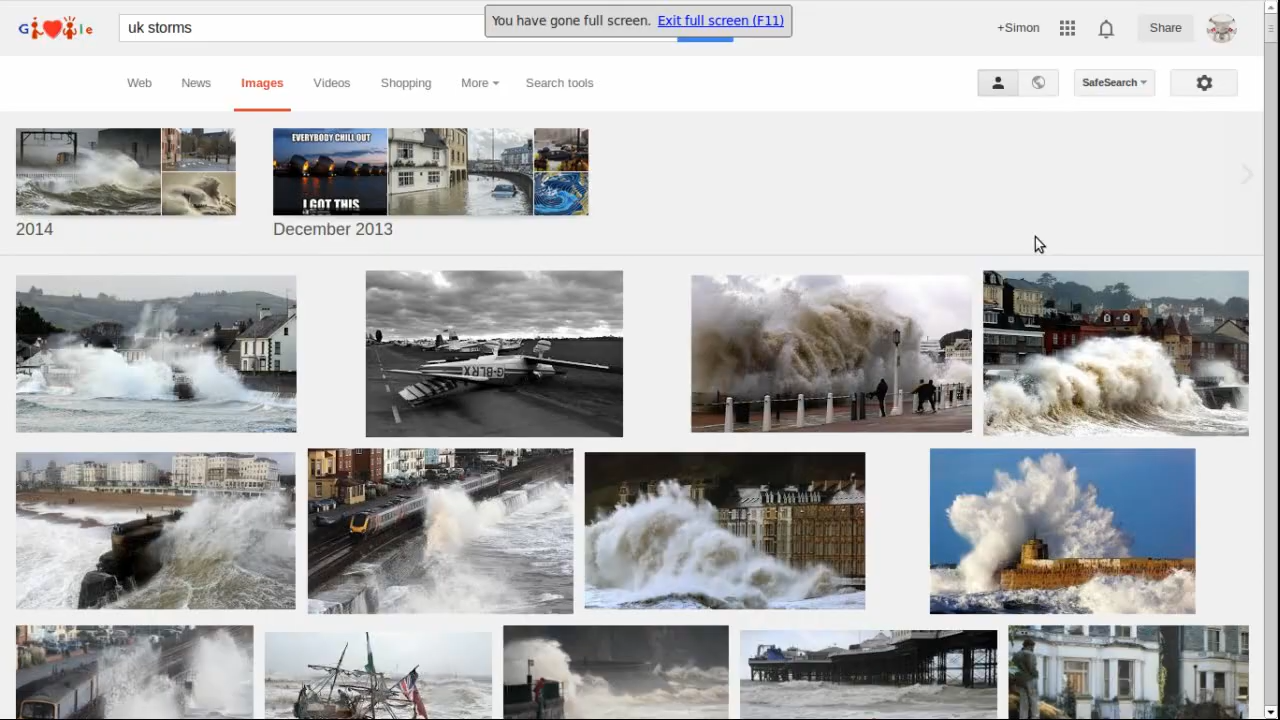 You have gone full screen. Exit full screen (F11)
G le
uk storms
+Simon
Share
Web
News
Images
Videos
Shopping
More
Search tools
SafeSearch
EVERYBODY CHILL OUT
I GOT THIS
2014
December 2013
G-BLRX